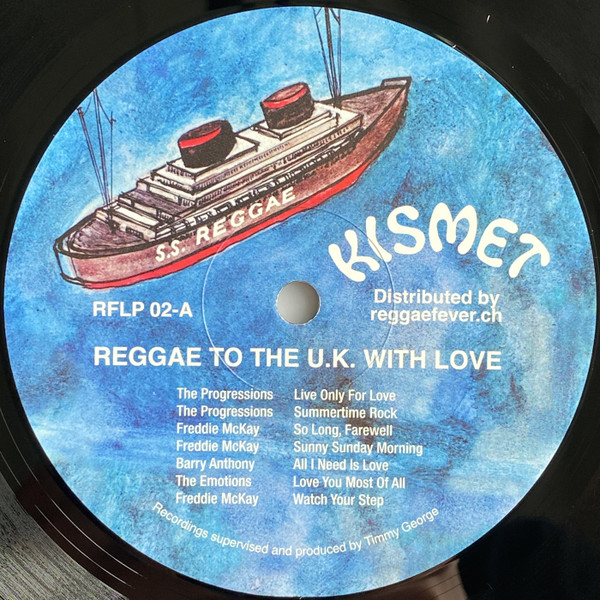 S.S. REGGAE
KISMET
RFLP 02-A
Distributed by
reggaefever.ch
REGGAE TO THE U.K. WITH LOVE
The Progressions Live Only For Love
The Progressions Summertime Rock
Freddie McKay So Long, Farewell
Freddie McKay Sunny Sunday Morning
Barry Anthony All I Need Is Love
The Emotions Love You Most Of All
Freddie McKay Watch Your Step
Recordings supervised and produced by Timmy George